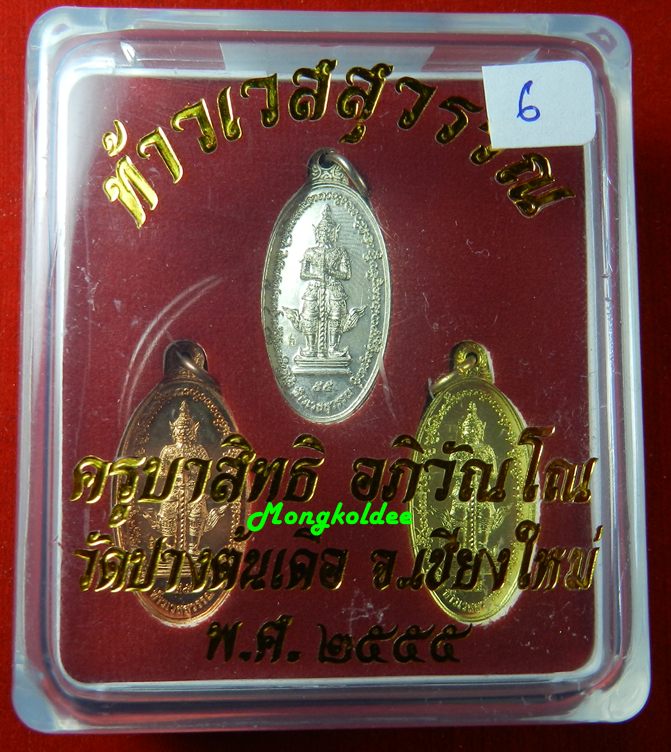 ท้าวเวสสุวรรณ
6
๕๕
ครูบาสิทธิ อภิวัณโณ
Mongkoldee
วัดปางต้นเดื่อ จ.เชียงใหม่
พ.ศ. ๒๕๕๕